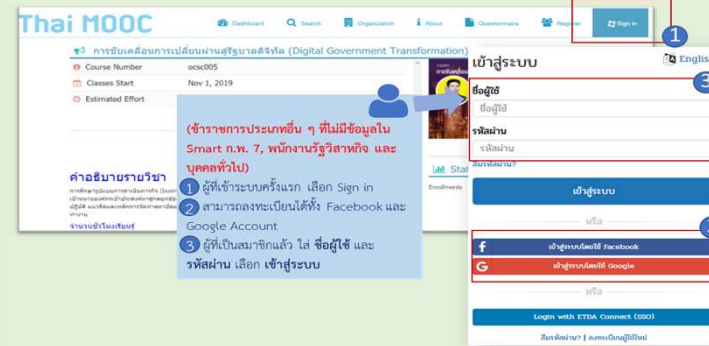 Thai MOOC
Dashboard
Search
Organization
About
Questionnaire
Register
Sign in
1
การขับเคลื่อนการเปลี่ยนผ่านสู่รัฐบาลดิจิทัล (Digital Government Transformation)
Course Number
ocsc005
Classes Start
Nov 1, 2019
Estimated Effort
คำอธิบายรายวิชา
จำนวนชั่วโมงเรียนรู้
(ข้าราชการประเภทอื่น ๆ ที่ไม่มีข้อมูลใน
Smart ก.พ. 7, พนักงานรัฐวิสาหกิจ และ
บุคคลทั่วไป)
1 ผู้ที่เข้าระบบครั้งแรก เลือก Sign in
2 สามารถลงทะเบียนได้ทั้ง Facebook และ
Google Account
3 ผู้ที่เป็นสมาชิกแล้ว ใส่ ชื่อผู้ใช้ และ
รหัสผ่าน เลือก เข้าสู่ระบบ
Enrollments
เข้าสู่ระบบ
English
3
ชื่อผู้ใช้
ชื่อผู้ใช้
รหัสผ่าน
รหัสผ่าน
ลืมรหัสผ่าน?
เข้าสู่ระบบ
หรือ
f
เข้าสู่ระบบโดยใช้ Facebook
G
เข้าสู่ระบบโดยใช้ Google
หรือ
Login with ETDA Connect (SSO)
ลืมรหัสผ่าน? | ลงทะเบียนผู้ใช้ใหม่